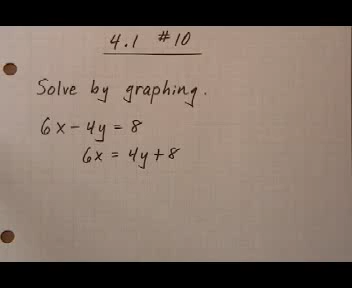 4.1 #10
Solve by graphing.
6x - 4y = 8
6x = 4y + 8